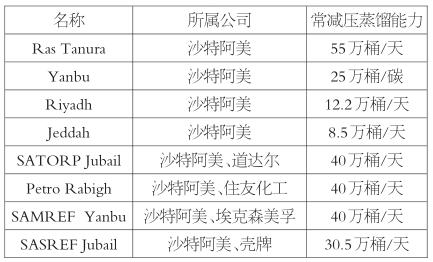 名称 所属公司 常减压蒸馏能力
Ras Tanura 沙特阿美 55 万桶/天
Yanbu 沙特阿美 25 万桶/碳
Riyadh 沙特阿美 12.2 万桶/天
Jeddah 沙特阿美 8.5 万桶/天
SATORP Jubail 沙特阿美、道达尔 40 万桶/天
Petro Rabigh 沙特阿美、住友化工 40 万桶/天
SAMREF Yanbu 沙特阿美、埃克森美孚 40 万桶/天
SASREF Jubail 沙特阿美、壳牌 30.5 万桶/天